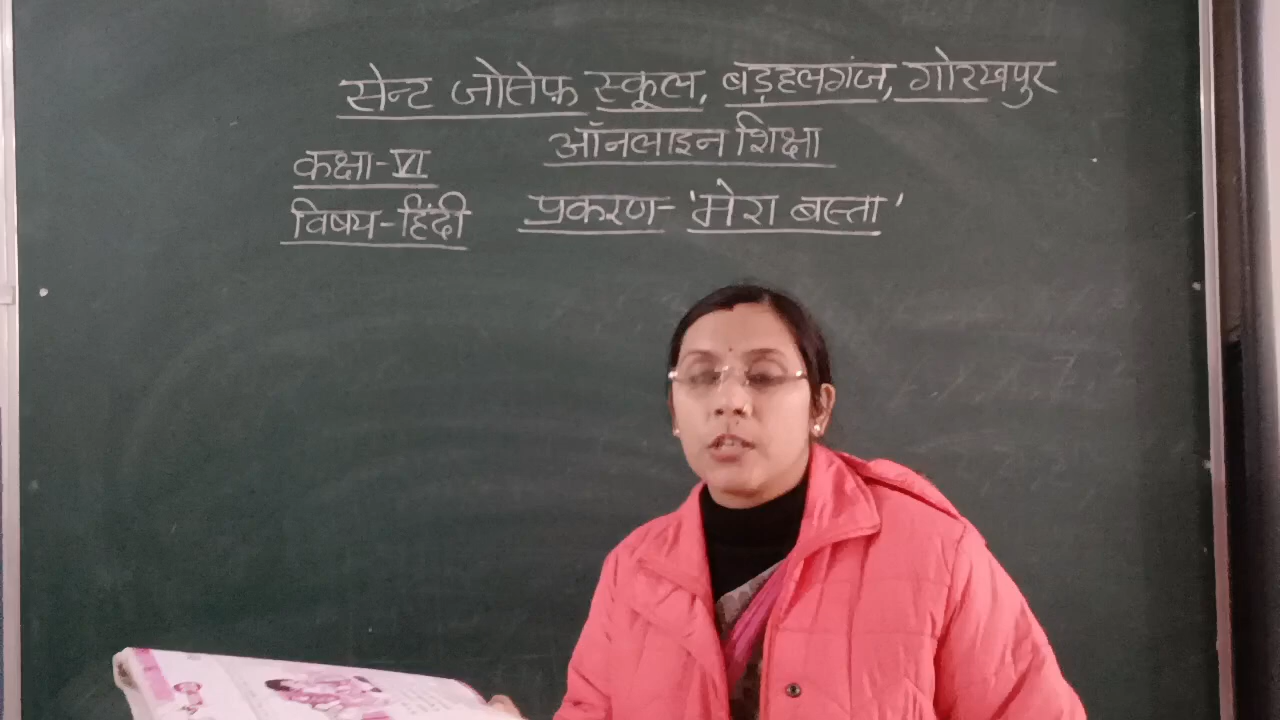 सेन्ट जोसेफ़ स्कूल, बड़हलगंज, गोरखपुर
ऑनलाइन शिक्षा
कक्षा-VI
विषय-हिंदी प्रकरण-'मेरा बस्ता'